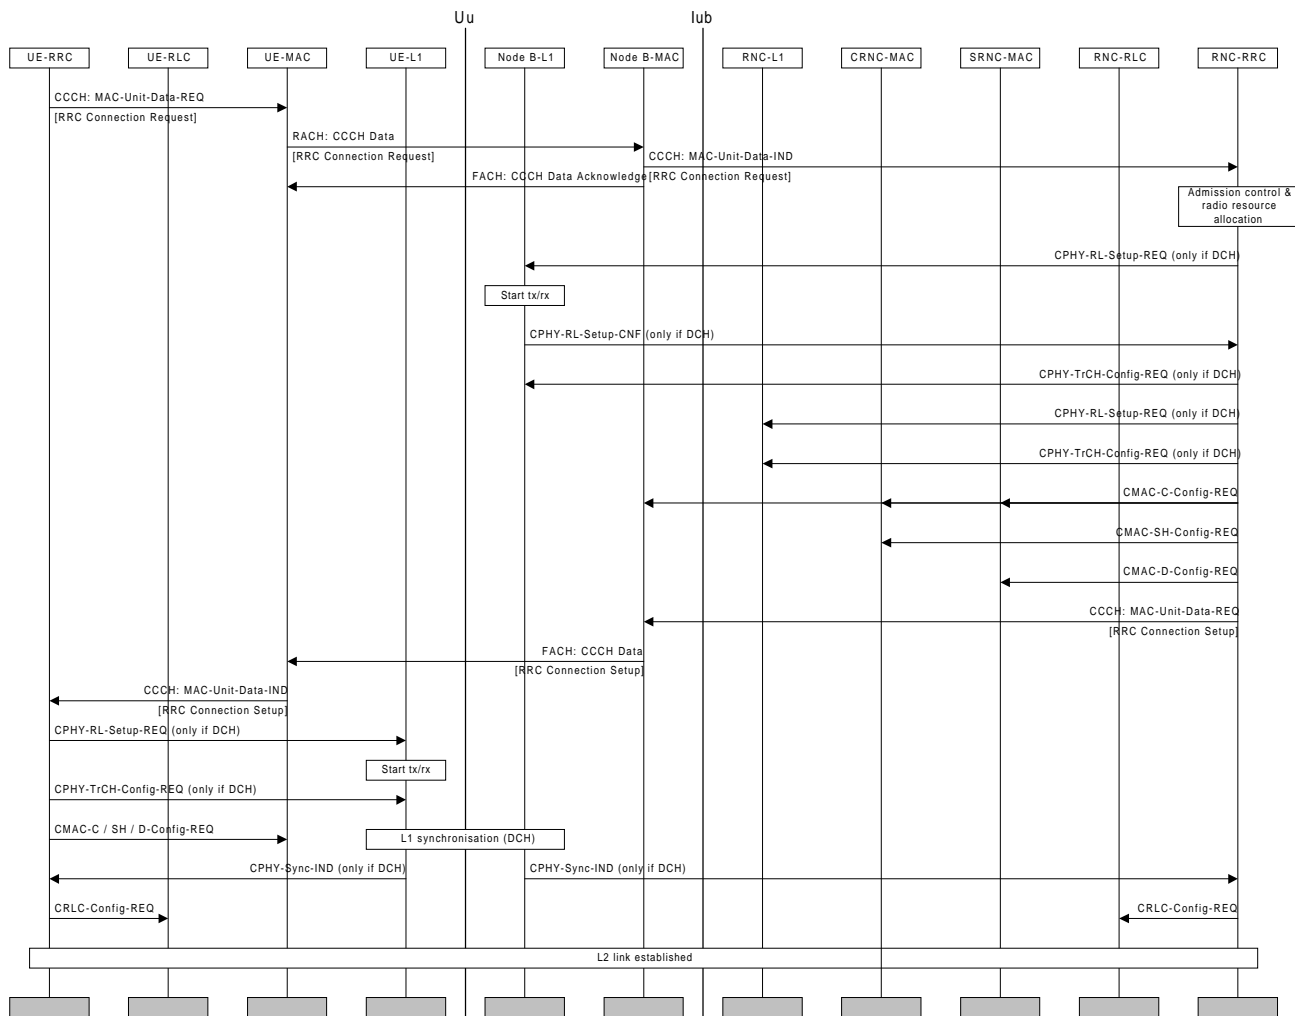 Uu
Iub
UE-RRC
UE-RLC
UE-MAC
UE-L1
Node B-L1
Node B-MAC
RNC-L1
CRNC-MAC
SRNC-MAC
RNC-RLC
RNC-RRC
CCCH: MAC-Unit-Data-REQ
[RRC Connection Request]
RACH: CCCH Data
[RRC Connection Request]
CCCH: MAC-Unit-Data-IND
FACH: CCCH Data Acknowledge
[RRC Connection Request]
Admission control &
radio resource
allocation
CPHY-RL-Setup-REQ (only if DCH)
Start tx/rx
CPHY-RL-Setup-CNF (only if DCH)
CPHY-TrCH-Config-REQ (only if DCH)
CPHY-RL-Setup-REQ (only if DCH)
CPHY-TrCH-Config-REQ (only if DCH)
CMAC-C-Config-REQ
CMAC-SH-Config-REQ
CMAC-D-Config-REQ
CCCH: MAC-Unit-Data-REQ
[RRC Connection Setup]
FACH: CCCH Data
[RRC Connection Setup]
CCCH: MAC-Unit-Data-IND
[RRC Connection Setup]
CPHY-RL-Setup-REQ (only if DCH)
Start tx/rx
CPHY-TrCH-Config-REQ (only if DCH)
CMAC-C / SH / D-Config-REQ
L1 synchronisation (DCH)
CPHY-Sync-IND (only if DCH)
CPHY-Sync-IND (only if DCH)
CRLC-Config-REQ
CRLC-Config-REQ
L2 link established